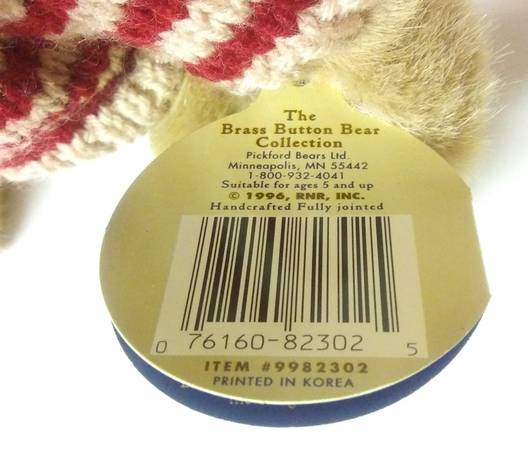 The
Brass Button Bear
Collection
Pickford Bears Ltd.
Minneapolis, MN 55442
1-800-932-4041
Suitable for ages 5 and up
© 1996, RNR, INC.
Handcrafted Fully jointed
0 76160-82302 5
ITEM #9982302
PRINTED IN KOREA